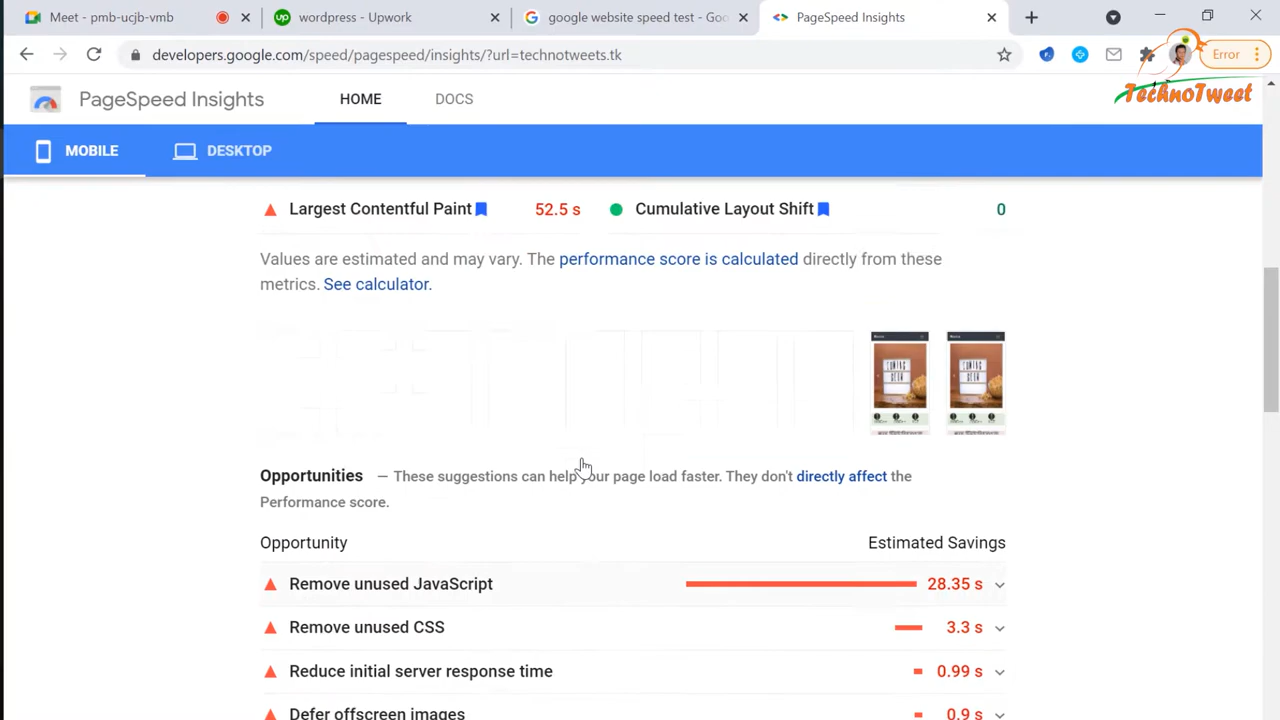 Meet - pmb-ucjb-vmb
wordpress - Upwork
google website speed test - Goo
PageSpeed Insights
developers.google.com/speed/pagespeed/insights/?url=technotweets.tk
Error
TechnoTweet
PageSpeed Insights
HOME
DOCS
MOBILE
DESKTOP
Largest Contentful Paint 52.5 s
Cumulative Layout Shift 0
Values are estimated and may vary. The performance score is calculated directly from these
metrics. See calculator.
COMING SOON
COMING SOON
Opportunities — These suggestions can help your page load faster. They don't directly affect the
Performance score.
Opportunity Estimated Savings
Remove unused JavaScript 28.35 s
Remove unused CSS 3.3 s
Reduce initial server response time 0.99 s
Defer offscreen images 0.9 s